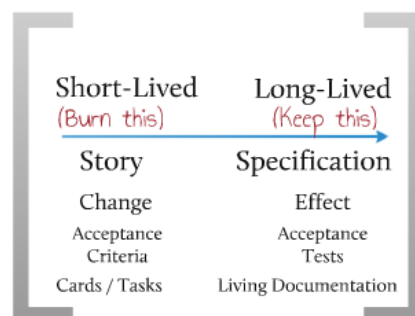 Short-Lived Long-Lived
(Burn this) (Keep this)
Story Specification
Change Effect
Acceptance Criteria Acceptance Tests
Cards / Tasks Living Documentation